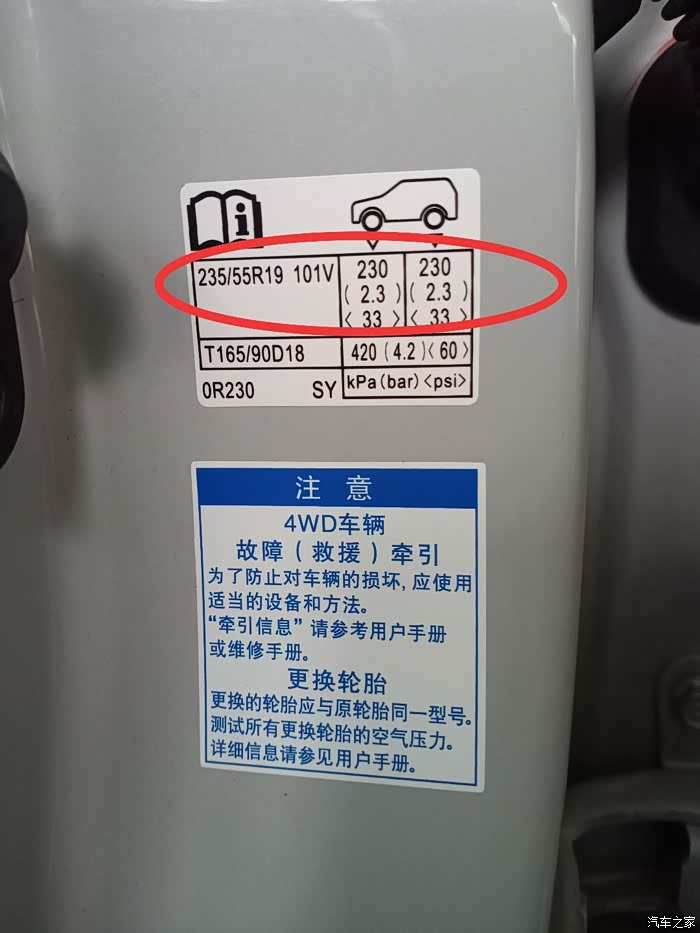 i
235/55R19 101V 230 230
( 2.3 ) ( 2.3 )
< 33 > < 33 >
T165/90D18 420 (4.2)<60>
0R230 SY kPa(bar)<psi>
注 意
4WD车辆
故障(救援)牵引
为了防止对车辆的损坏,应使用
适当的设备和方法。
“牵引信息”请参考用户手册
或维修手册。
更换轮胎
更换的轮胎应与原轮胎同一型号。
测试所有更换轮胎的空气压力。
详细信息请参见用户手册。
汽车之家